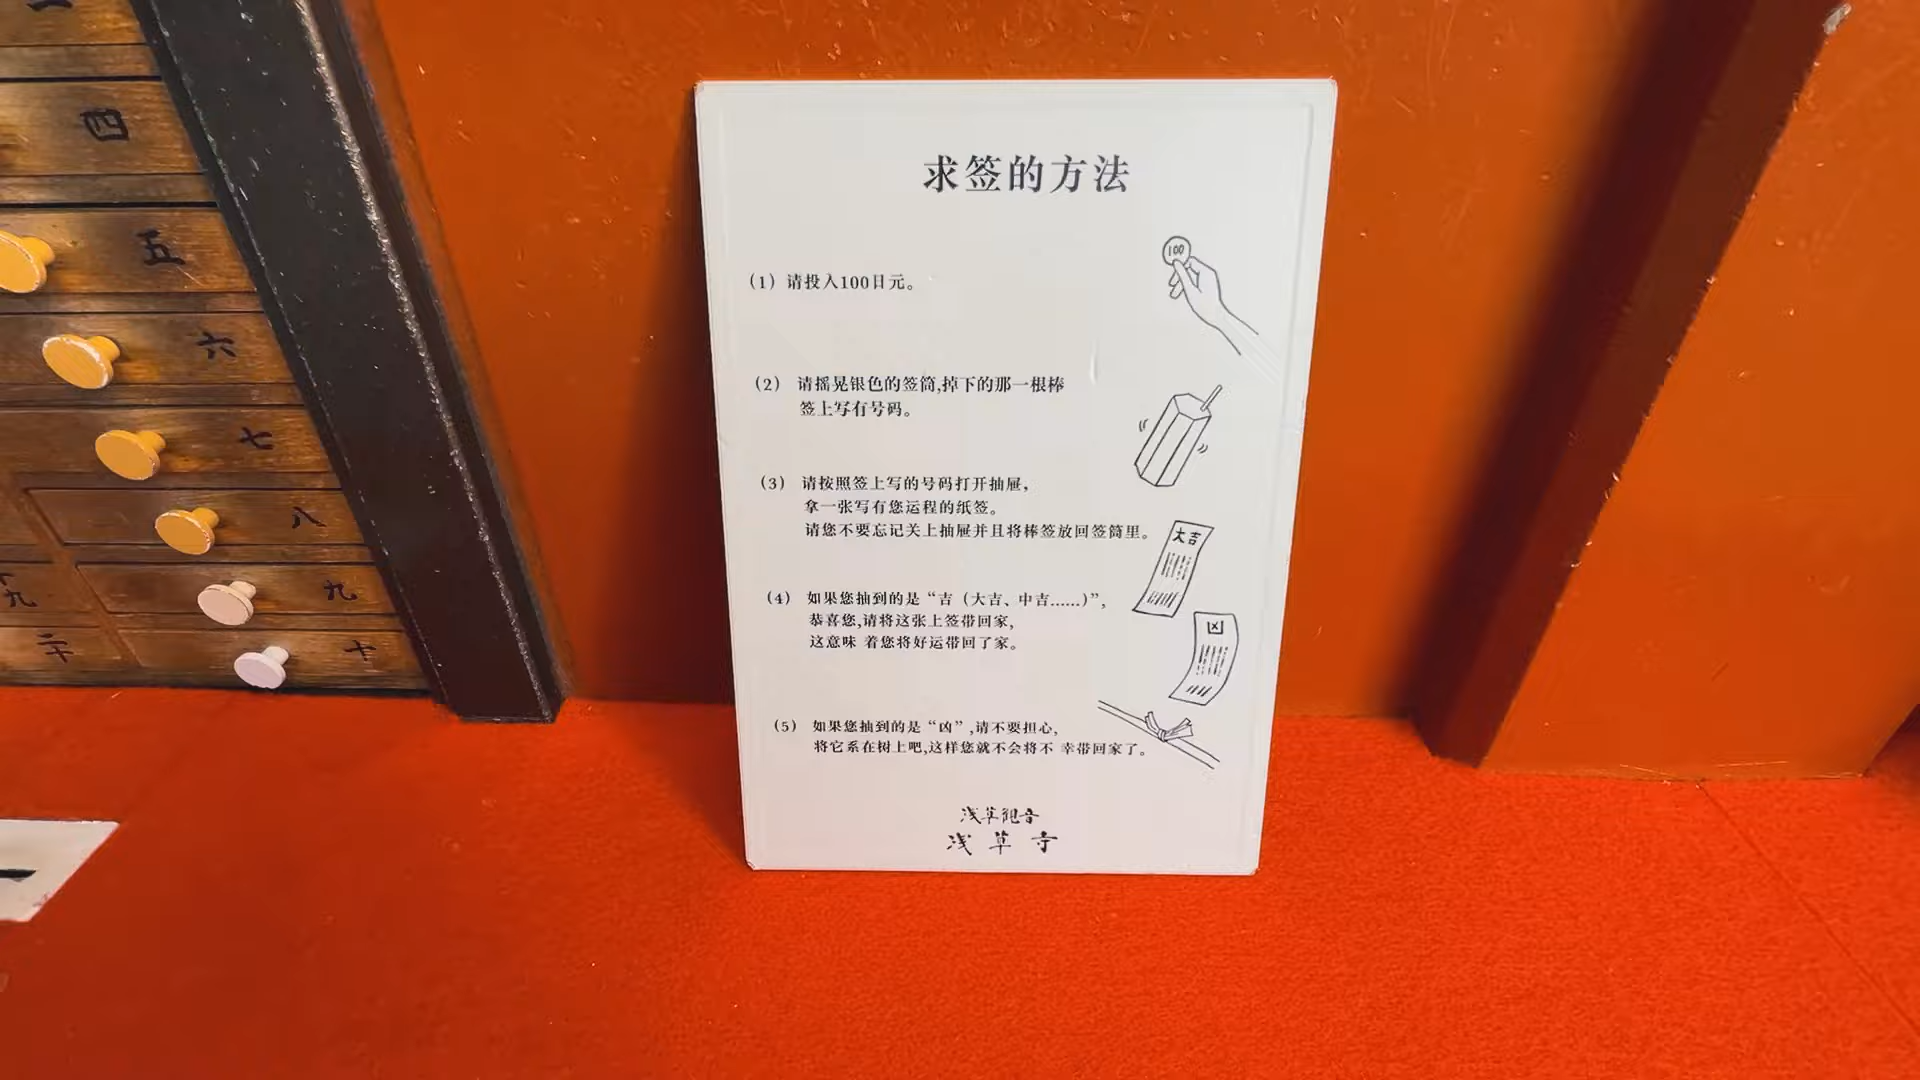 四
五
六
七
八
九
十
二十
求签的方法
(1) 请投入100日元。
100
(2) 请摇晃银色的签筒,掉下的那一根棒
签上写有号码。
(3) 请按照签上写的号码打开抽屉，
拿一张写有您运程的纸签。
请您不要忘记关上抽屉并且将棒签放回签筒里。
大吉
(4) 如果您抽到的是“吉（大吉、中吉……）”，
恭喜您,请将这张上签带回家,
这意味 着您将好运带回了家。
凶
(5) 如果您抽到的是“凶”,请不要担心,
将它系在树上吧,这样您就不会将不 幸带回家了。
浅草観音
浅草寺